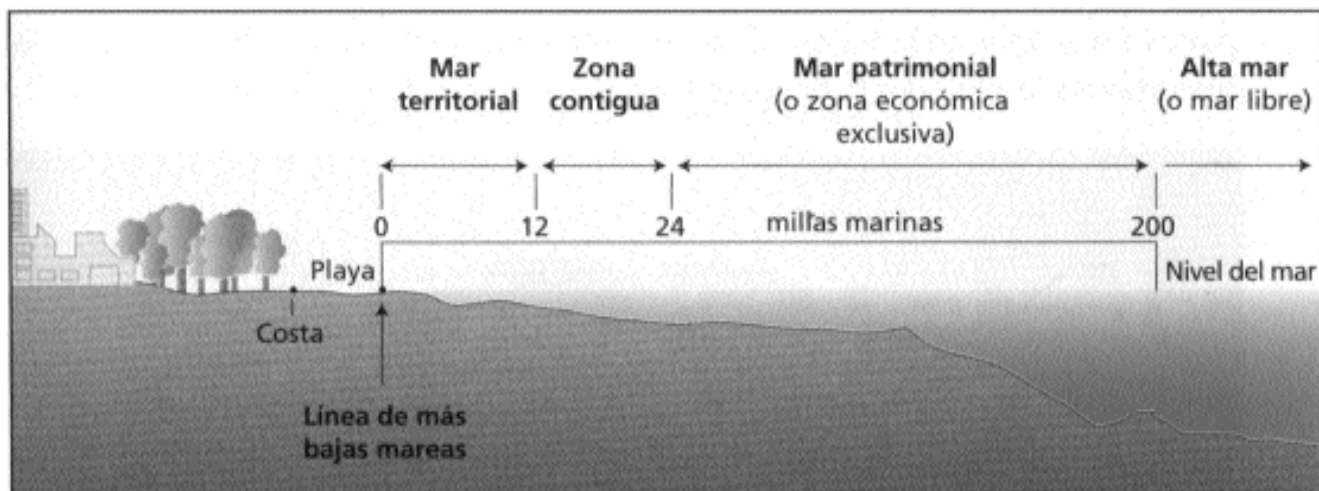 Mar
territorial
Zona
contigua
Mar patrimonial
(o zona económica
exclusiva)
Alta mar
(o mar libre)
0
12
24
millas marinas
200
Playa
Nivel del mar
Costa
Línea de más
bajas mareas